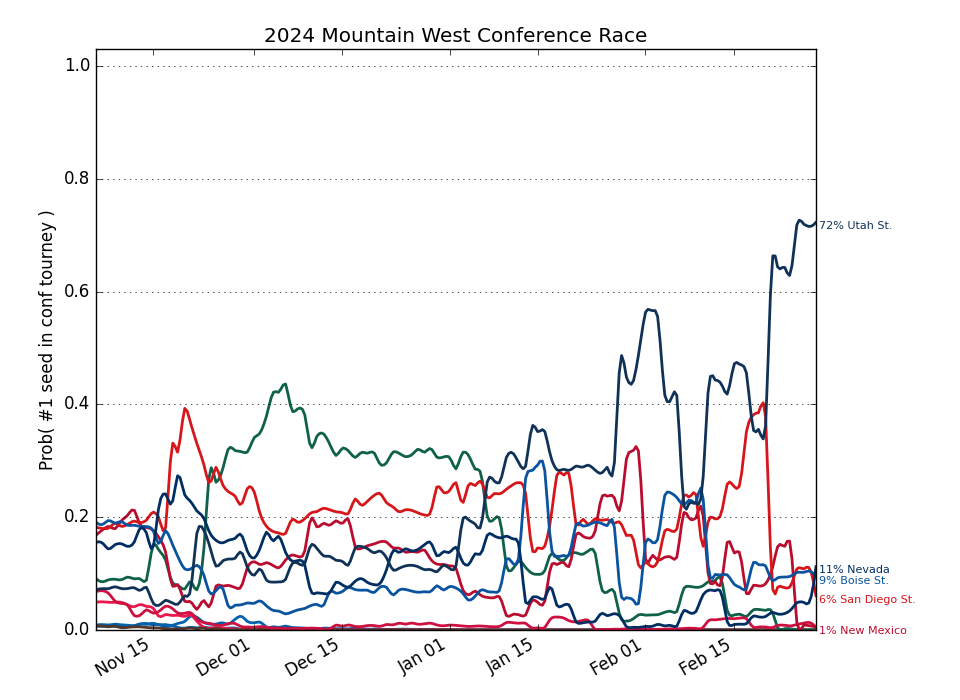 2024 Mountain West Conference Race
Prob( #1 seed in conf tourney )
1.0
0.8
0.6
0.4
0.2
0.0
72% Utah St.
11% Nevada
9% Boise St.
6% San Diego St.
1% New Mexico
Nov 15
Dec 01
Dec 15
Jan 01
Jan 15
Feb 01
Feb 15